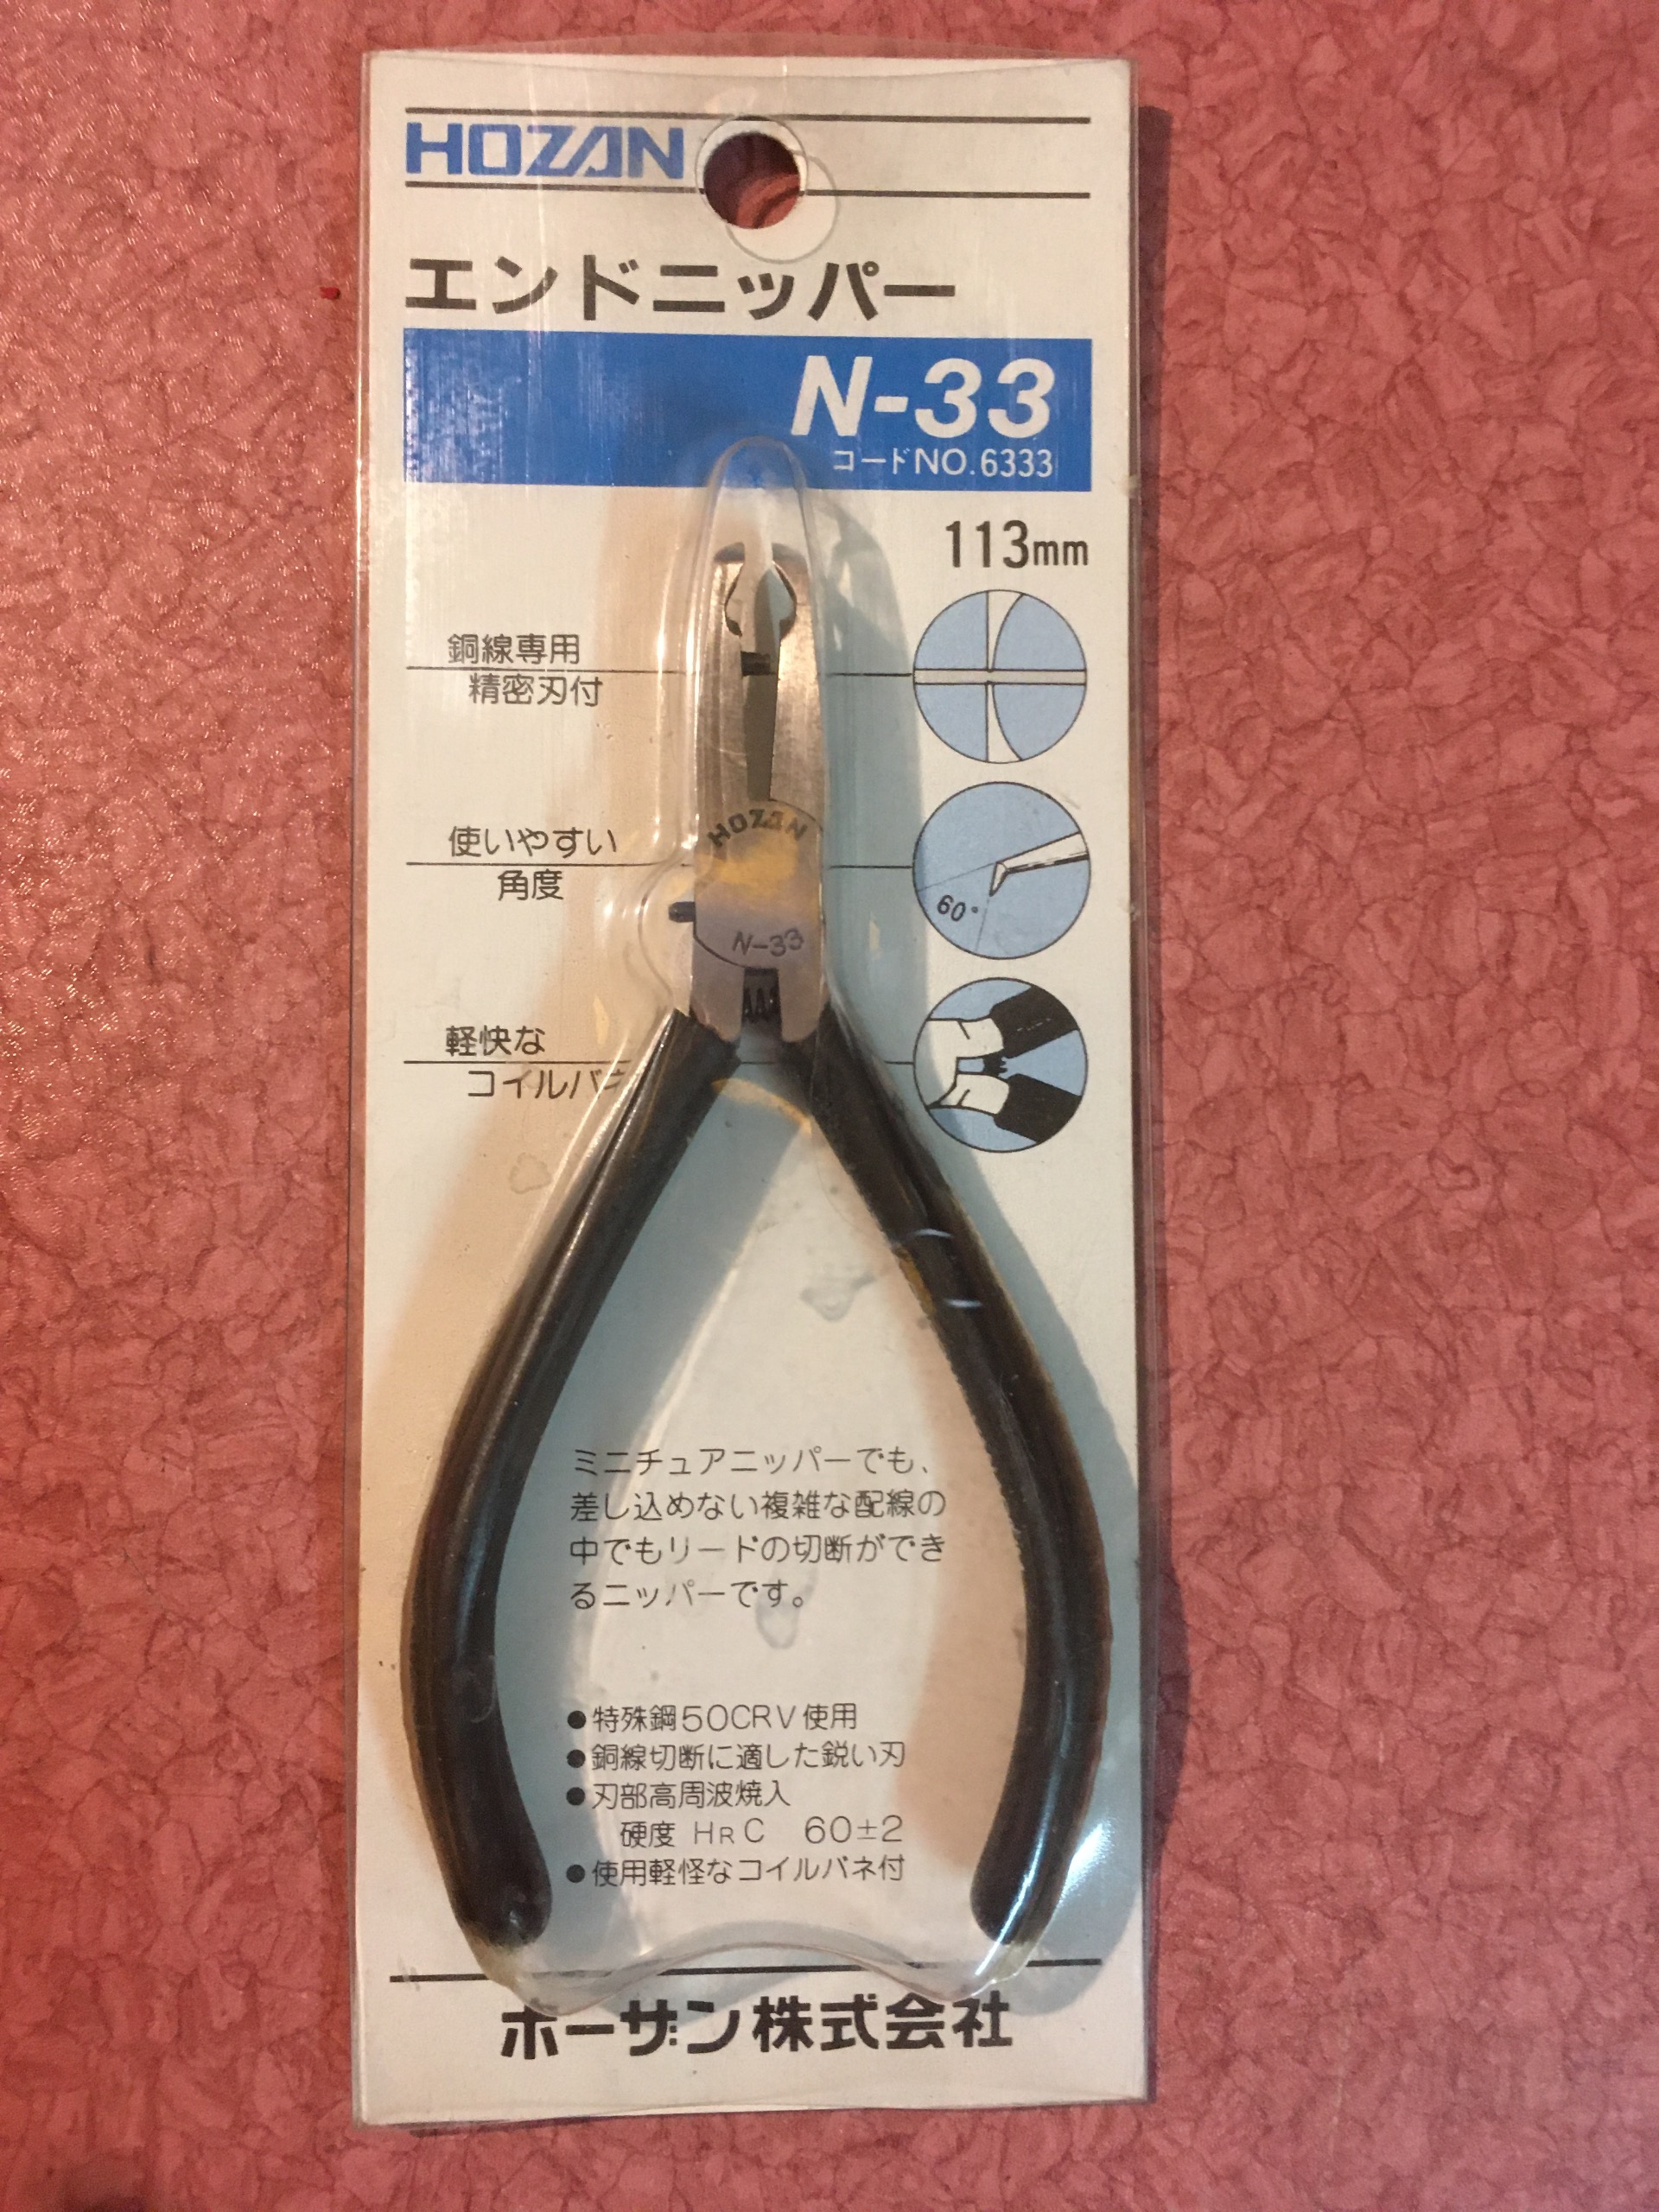 HOZAN
エンドニッパー
N-33
コードNO.6333
113mm
銅線専用
精密刃付
使いやすい
角度
60°
軽快な
コイルバネ
HOZAN
N-33
ミニチュアニッパーでも、
差し込めない複雑な配線の
中でもリードの切断ができ
るニッパーです。
●特殊鋼50CRV使用
●銅線切断に適した鋭い刃
●刃部高周波焼入
硬度 HRC 60±2
●使用軽怪なコイルバネ付
ホーザン株式会社